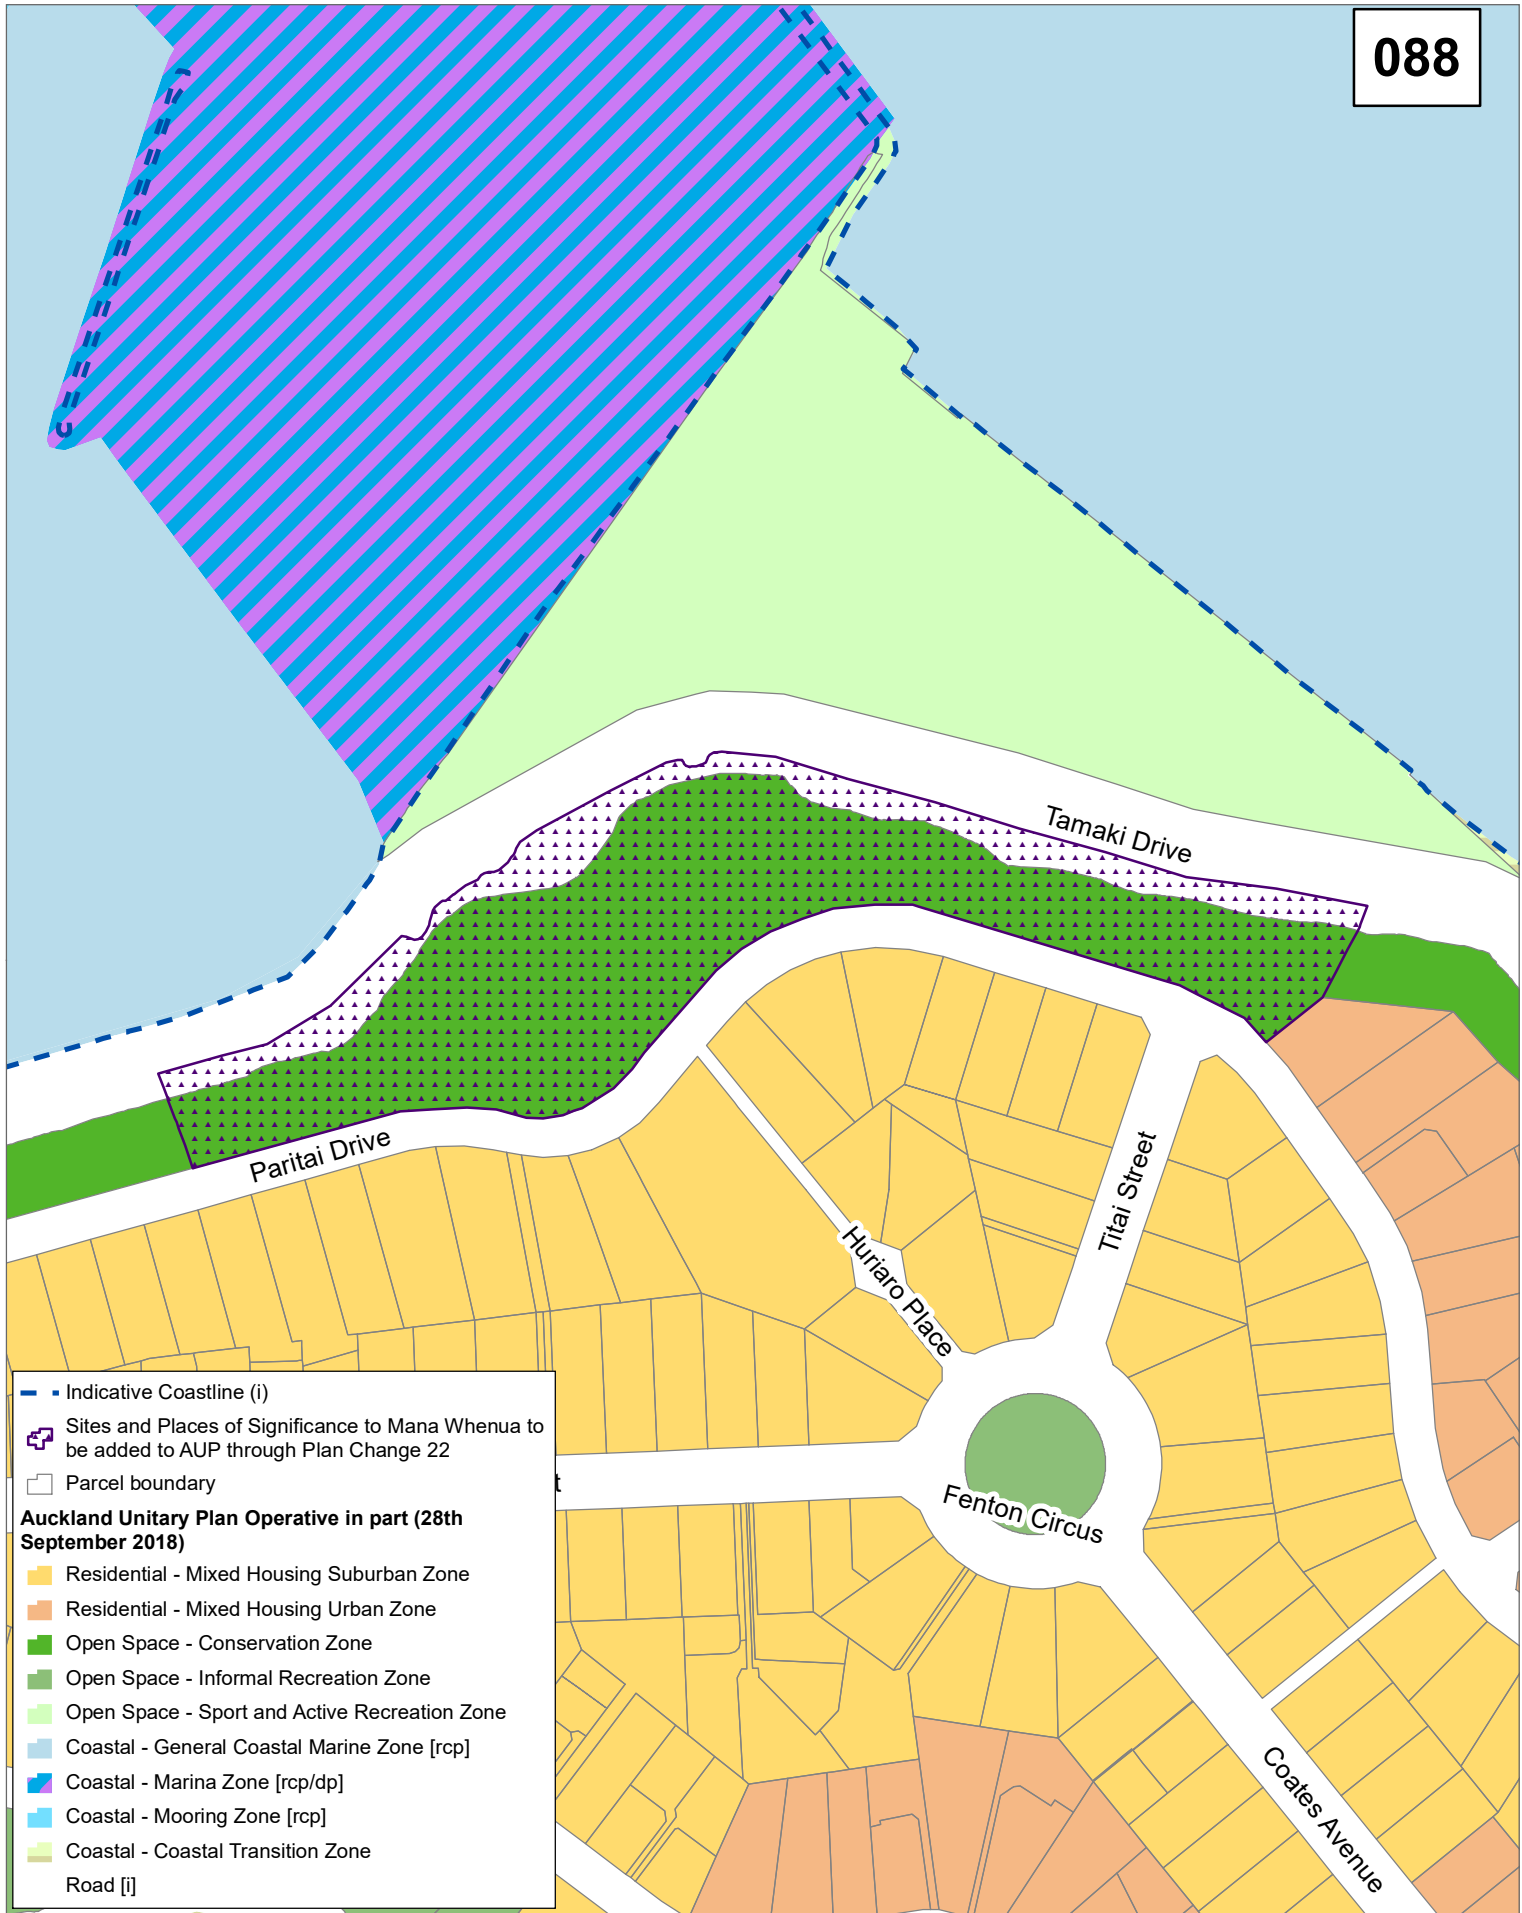 088
Tamaki Drive
Paritai Drive
Titai Street
Huriaro Place
Fenton Circus
Coates Avenue
t
Indicative Coastline (i)
Sites and Places of Significance to Mana Whenua to
be added to AUP through Plan Change 22
Parcel boundary
Auckland Unitary Plan Operative in part (28th
September 2018)
Residential - Mixed Housing Suburban Zone
Residential - Mixed Housing Urban Zone
Open Space - Conservation Zone
Open Space - Informal Recreation Zone
Open Space - Sport and Active Recreation Zone
Coastal - General Coastal Marine Zone [rcp]
Coastal - Marina Zone [rcp/dp]
Coastal - Mooring Zone [rcp]
Coastal - Coastal Transition Zone
Road [i]